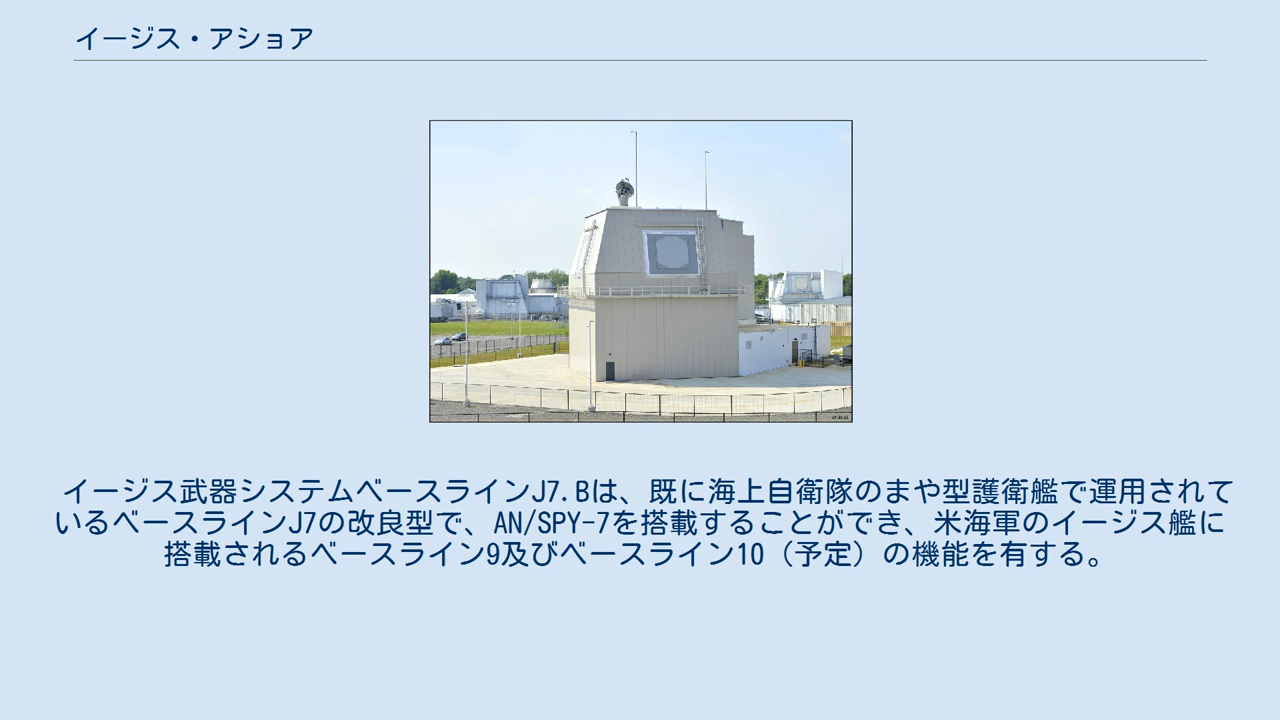 イージス・アショア
イージス武器システムベースラインJ7.Bは、既に海上自衛隊のまや型護衛艦で運用されて
いるベースラインJ7の改良型で、AN/SPY-7を搭載することができ、米海軍のイージス艦に
搭載されるベースライン9及びベースライン10（予定）の機能を有する。